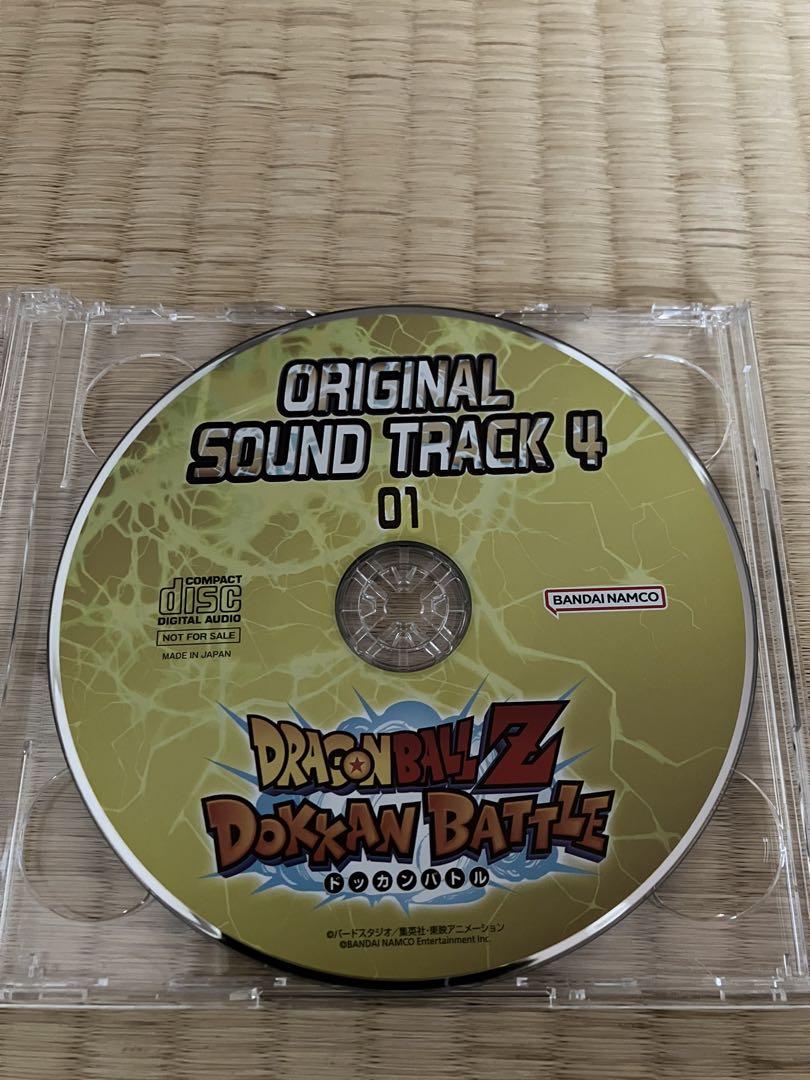 ORIGINAL
SOUND TRACK 4
01
COMPACT
disc
DIGITAL AUDIO
NOT FOR SALE
MADE IN JAPAN
BANDAI NAMCO
DRAGON BALL Z
DOKKAN BATTLE
ドッカンバトル
©バードスタジオ／集英社・東映アニメーション
©BANDAI NAMCO Entertainment Inc.